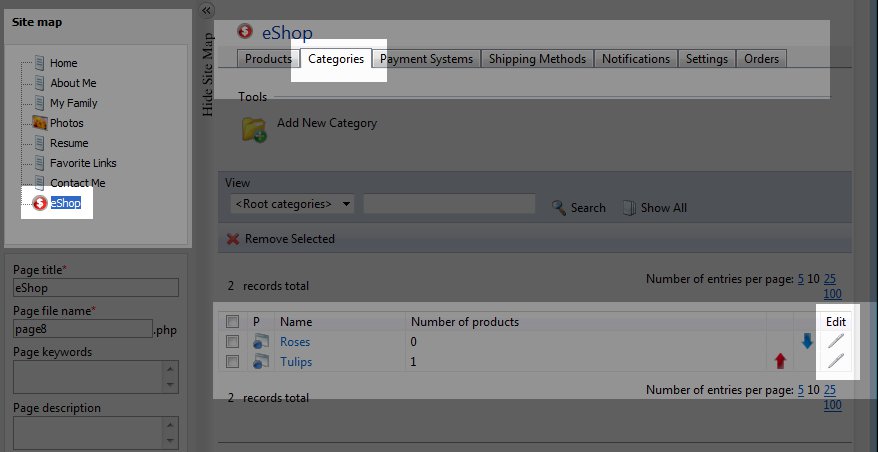 Site map
Home
About Me
My Family
Photos
Resume
Favorite Links
Contact Me
eShop
Page title*
eShop
Page file name*
page8 .php
Page keywords
Page description
Hide Site Map
eShop
Products Categories Payment Systems Shipping Methods Notifications Settings Orders
Tools
Add New Category
View
<Root categories> Search Show All
Remove Selected
2 records total Number of entries per page: 5 10 25
100
P Name Number of products Edit
Roses 0
Tulips 1
2 records total Number of entries per page: 5 10 25
100